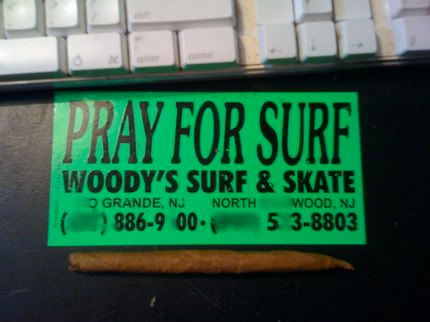 shift
option
control
PRAY FOR SURF
WOODY'S SURF & SKATE
GRANDE, NJ NORTH WOOD, NJ
886-9 00· 5 3-8803